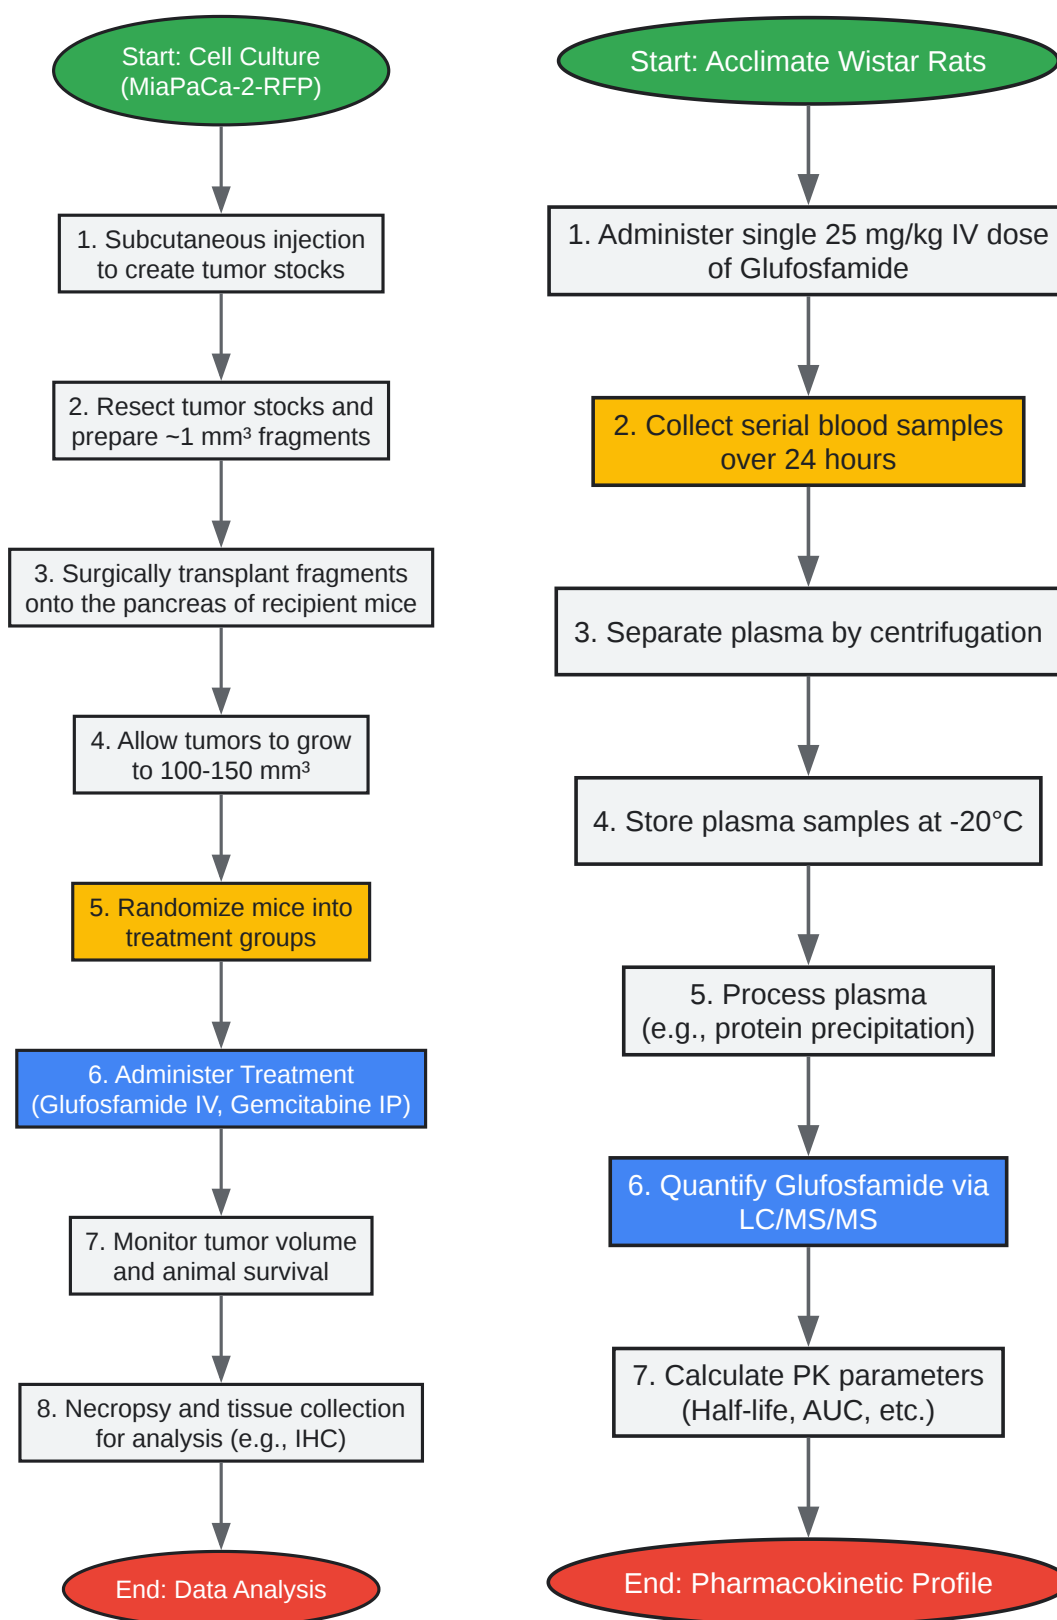 Start: Cell Culture
(MiaPaCa-2-RFP)
1. Subcutaneous injection
to create tumor stocks
2. Resect tumor stocks and
prepare ~1 mm³ fragments
3. Surgically transplant fragments
onto the pancreas of recipient mice
4. Allow tumors to grow
to 100-150 mm³
5. Randomize mice into
treatment groups
6. Administer Treatment
(Glufosfamide IV, Gemcitabine IP)
7. Monitor tumor volume
and animal survival
8. Necropsy and tissue collection
for analysis (e.g., IHC)
End: Data Analysis
Start: Acclimate Wistar Rats
1. Administer single 25 mg/kg IV dose
of Glufosfamide
2. Collect serial blood samples
over 24 hours
3. Separate plasma by centrifugation
4. Store plasma samples at -20°C
5. Process plasma
(e.g., protein precipitation)
6. Quantify Glufosfamide via
LC/MS/MS
7. Calculate PK parameters
(Half-life, AUC, etc.)
End: Pharmacokinetic Profile